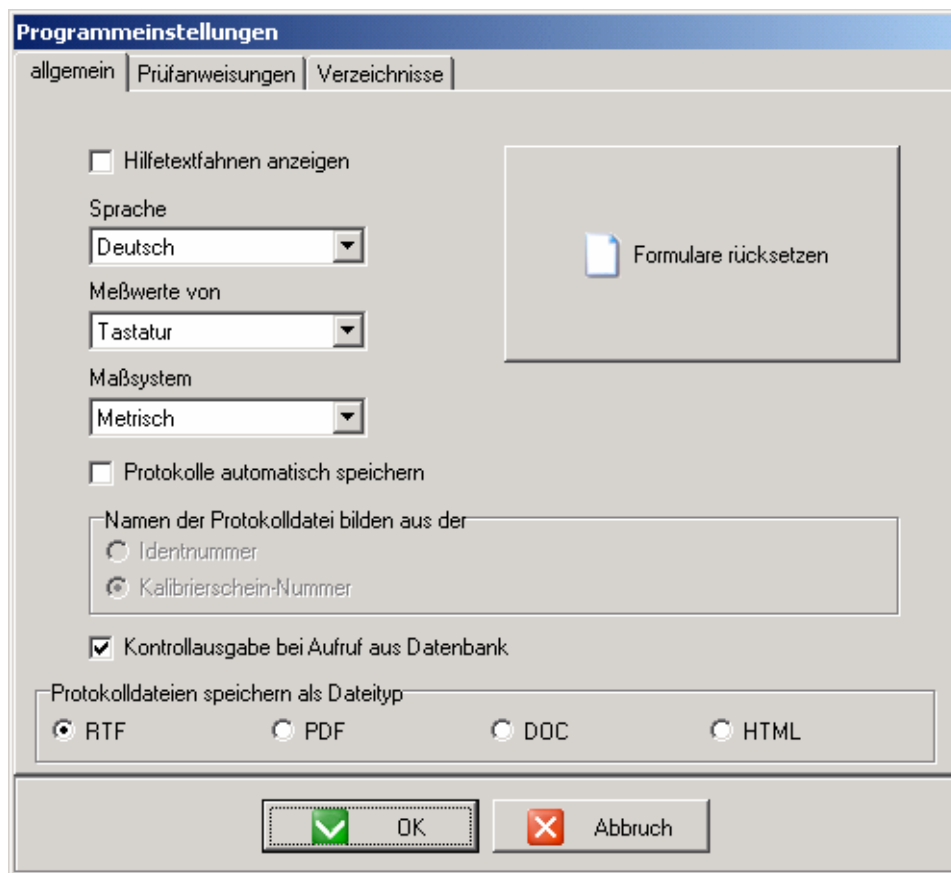 Programmeinstellungen
allgemein Prüfanweisungen Verzeichnisse
Hilfetextfahnen anzeigen
Sprache
Deutsch
Formulare rücksetzen
Meßwerte von
Tastatur
Maßsystem
Metrisch
Protokolle automatisch speichern
Namen der Protokolldatei bilden aus der
Identnummer
Kalibrierschein-Nummer
Kontrollausgabe bei Aufruf aus Datenbank
Protokolldateien speichern als Dateityp
RTF PDF DOC HTML
OK Abbruch